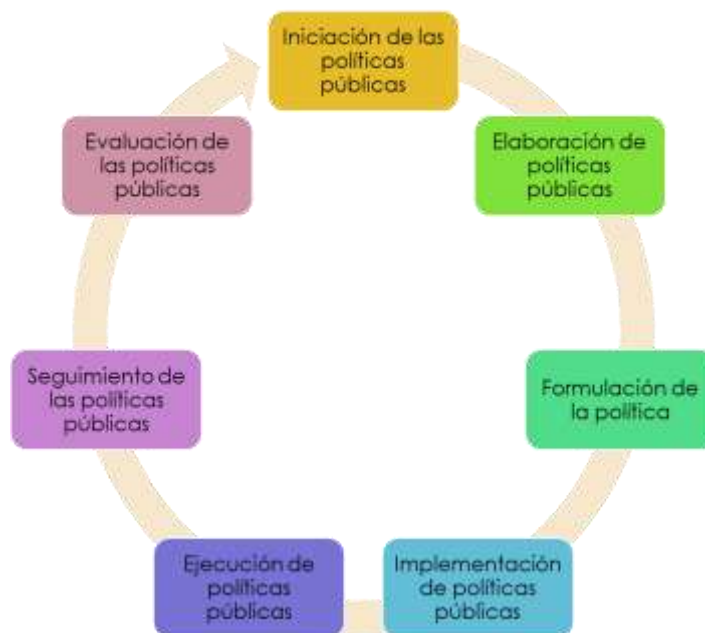 Iniciación de las
políticas
públicas
Elaboración de
políticas
públicas
Formulación de
la política
Implementación
de políticas
públicas
Ejecución de
políticas
públicas
Seguimiento de
las políticas
públicas
Evaluación de
las políticas
públicas